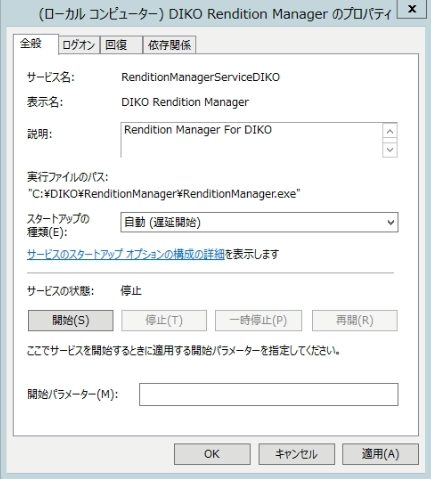 (ローカル コンピューター) DIKO Rendition Manager のプロパティ x
全般 ログオン 回復 依存関係
サービス名: RenditionManagerServiceDIKO
表示名: DIKO Rendition Manager
説明: Rendition Manager For DIKO
実行ファイルのパス:
"C:¥DIKO¥RenditionManager¥RenditionManager.exe"
スタートアップの
種類(E): 自動 (遅延開始)
サービスのスタートアップ オプションの構成の詳細を表示します
サービスの状態: 停止
開始(S) 停止(T) 一時停止(P) 再開(R)
ここでサービスを開始するときに適用する開始パラメーターを指定してください。
開始パラメーター(M):
OK キャンセル 適用(A)